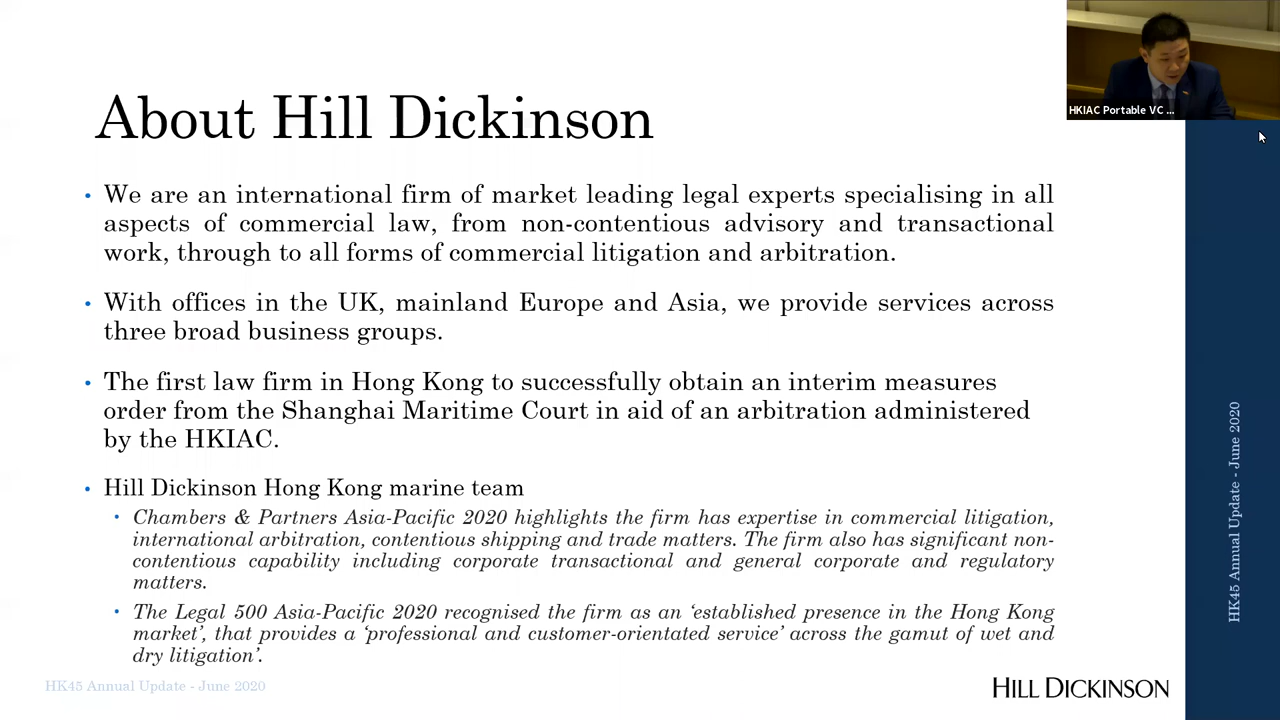 About Hill Dickinson
HKIAC Portable VC ...
• We are an international firm of market leading legal experts specialising in all
aspects of commercial law, from non-contentious advisory and transactional
work, through to all forms of commercial litigation and arbitration.
• With offices in the UK, mainland Europe and Asia, we provide services across
three broad business groups.
• The first law firm in Hong Kong to successfully obtain an interim measures
order from the Shanghai Maritime Court in aid of an arbitration administered
by the HKIAC.
• Hill Dickinson Hong Kong marine team
• Chambers & Partners Asia-Pacific 2020 highlights the firm has expertise in commercial litigation,
international arbitration, contentious shipping and trade matters. The firm also has significant non-
contentious capability including corporate transactional and general corporate and regulatory
matters.
• The Legal 500 Asia-Pacific 2020 recognised the firm as an ‘established presence in the Hong Kong
market’, that provides a ‘professional and customer-orientated service’ across the gamut of wet and
dry litigation’.
HK45 Annual Update - June 2020
HK45 Annual Update - June 2020
HILL DICKINSON